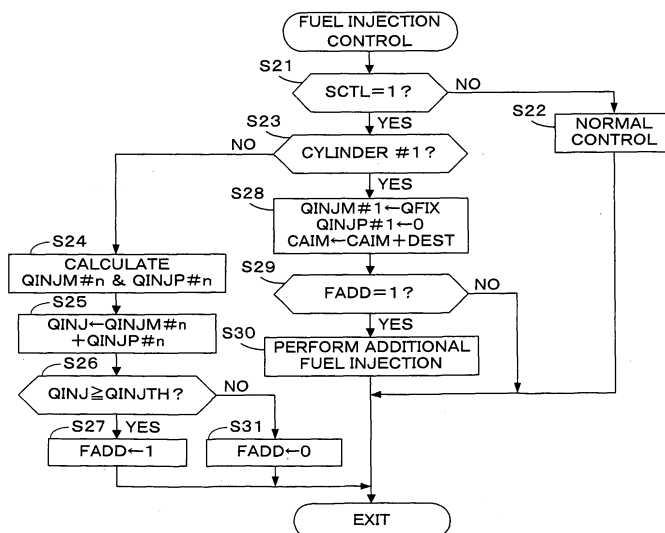 FUEL INJECTION
CONTROL
S21
SCTL=1?
NO
YES
S22
NORMAL
CONTROL
S23
CYLINDER #1?
NO
YES
S28
QINJM#1←QFIX
QINJP#1←0
CAIM←CAIM+DEST
S24
CALCULATE
QINJM#n & QINJP#n
S29
FADD=1?
NO
YES
S25
QINJ←QINJM#n
+QINJP#n
S30
PERFORM ADDITIONAL
FUEL INJECTION
S26
QINJ≧QINJTH?
NO
YES
S27
FADD←1
S31
FADD←0
EXIT